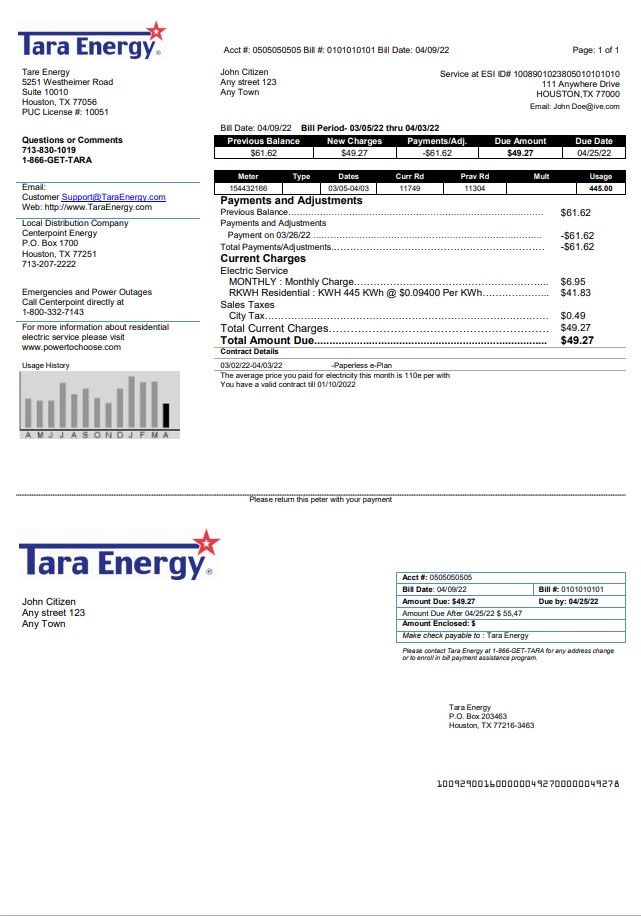 Tara Energy®
Acct #: 0505050505 Bill #: 0101010101 Bill Date: 04/09/22
Page: 1 of 1
Tare Energy
5251 Westheimer Road
Suite 10010
Houston, TX 77056
PUC License #: 10051
John Citizen
Any street 123
Any Town
Service at ESI ID# 1008901023805010101010
111 Anywhere Drive
HOUSTON,TX 77000
Email: John Doe@ive.com
Questions or Comments
713-830-1019
1-866-GET-TARA
Bill Date: 04/09/22 Bill Period- 03/05/22 thru 04/03/22
Previous Balance New Charges Payments/Adj. Due Amount Due Date
$61.62 $49.27 -$61.62 $49.27 04/25/22
Meter Type Dates Curr Rd Prav Rd Mult Usage
154432166 03/05-04/03 11749 11304 445.00
Email:
Customer Support@TaraEnergy.com
Web: http://www.TaraEnergy.com
Local Distribution Company
Centerpoint Energy
P.O. Box 1700
Houston, TX 77251
713-207-2222
Emergencies and Power Outages
Call Centerpoint directly at
1-800-332-7143
For more information about residential
electric service please visit
www.powertochoose.com
Usage History
A M J J A S O N D J F M A
Payments and Adjustments
Previous Balance........ $61.62
Payments and Adjustments
Payment on 03/26/22 ........ -$61.62
Total Payments/Adjustments........ -$61.62
Current Charges
Electric Service
MONTHLY : Monthly Charge........ $6.95
RKWH Residential : KWH 445 KWh @ $0.09400 Per KWh........ $41.83
Sales Taxes
City Tax........ $0.49
Total Current Charges........ $49.27
Total Amount Due........ $49.27
Contract Details
03/02/22-04/03/22 -Paperless e-Plan
The average price you paid for electricity this month is 110e per with
You have a valid contract till 01/10/2022
Please return this peter with your payment
Tara Energy®
John Citizen
Any street 123
Any Town
Acct #: 0505050505
Bill Date: 04/09/22 Bill #: 0101010101
Amount Due: $49.27 Due by: 04/25/22
Amount Due After 04/25/22 $ 55,47
Amount Enclosed: $
Make check payable to : Tara Energy
Please contact Tara Energy at 1-866-GET-TARA for any address change
or to enroll in bill payment assistance program.
Tara Energy
P.O. Box 203463
Houston, TX 77216-3463
1009290016000000492700000049278